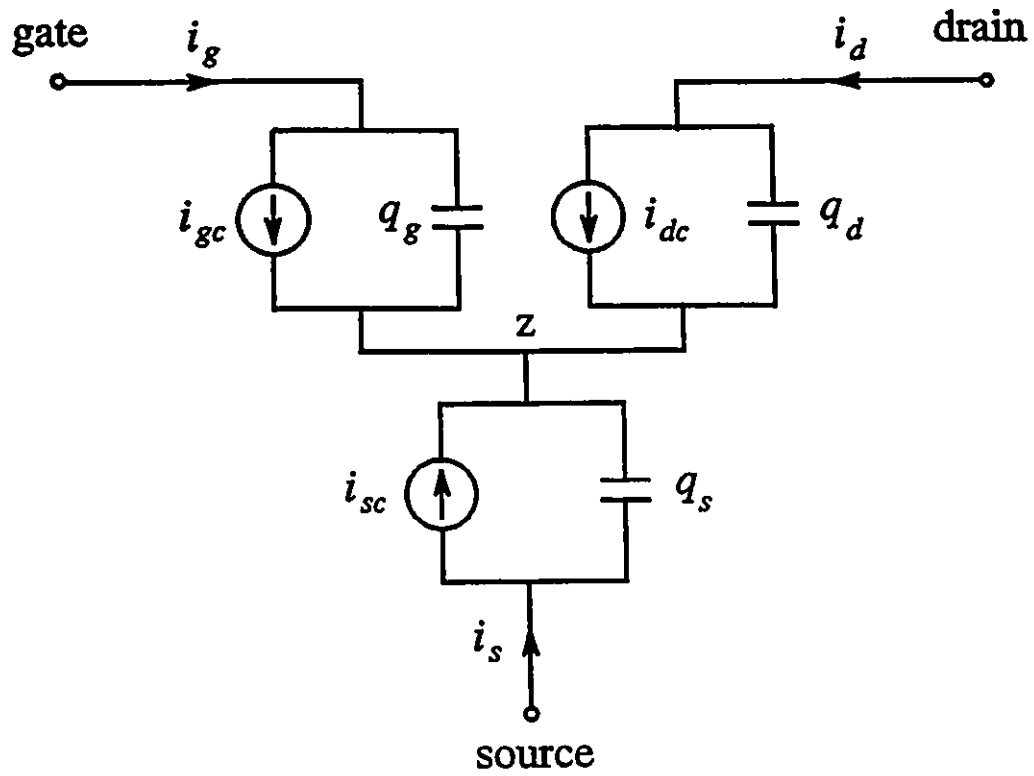 gate i_g i_d drain
i_gc q_g i_dc q_d
z
i_sc q_s
i_s
source